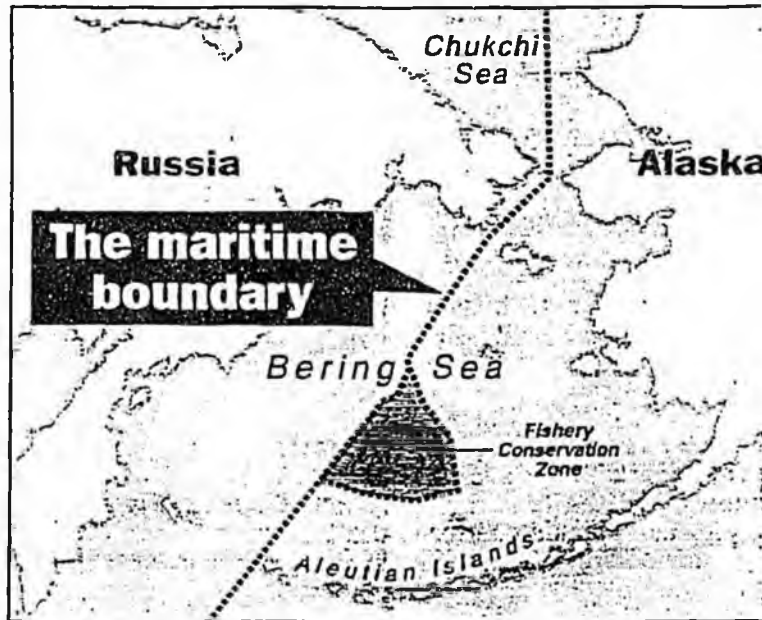 Chukchi
Sea
Russia
Alaska
The maritime
boundary
Bering Sea
Fishery
Conservation
Zone
Aleutian Islands